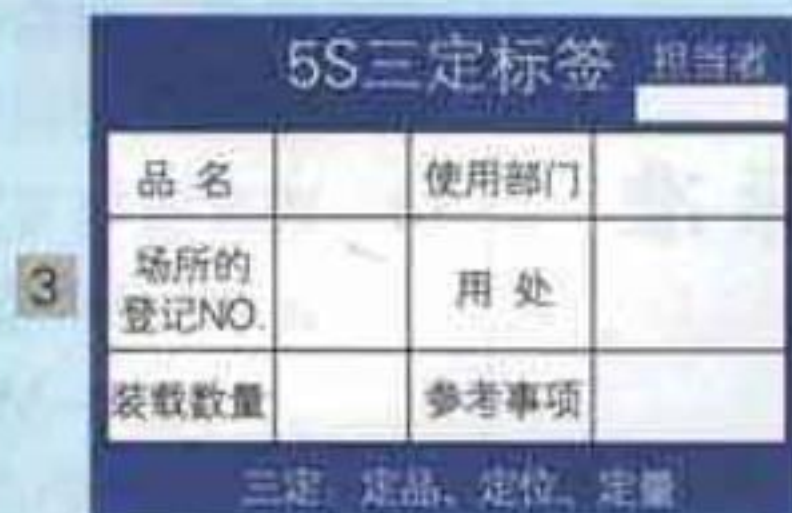 5S三定标签 担当者
品 名 使用部门
3
场所的
登记NO.
用 处
装载数量 参考事项
三定: 定品、定位、定量